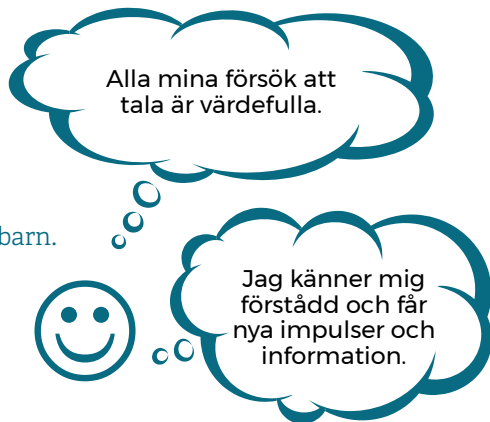 Alla mina försök att
tala är värdefulla.
barn.
Jag känner mig
förstådd och får
nya impulser och
information.